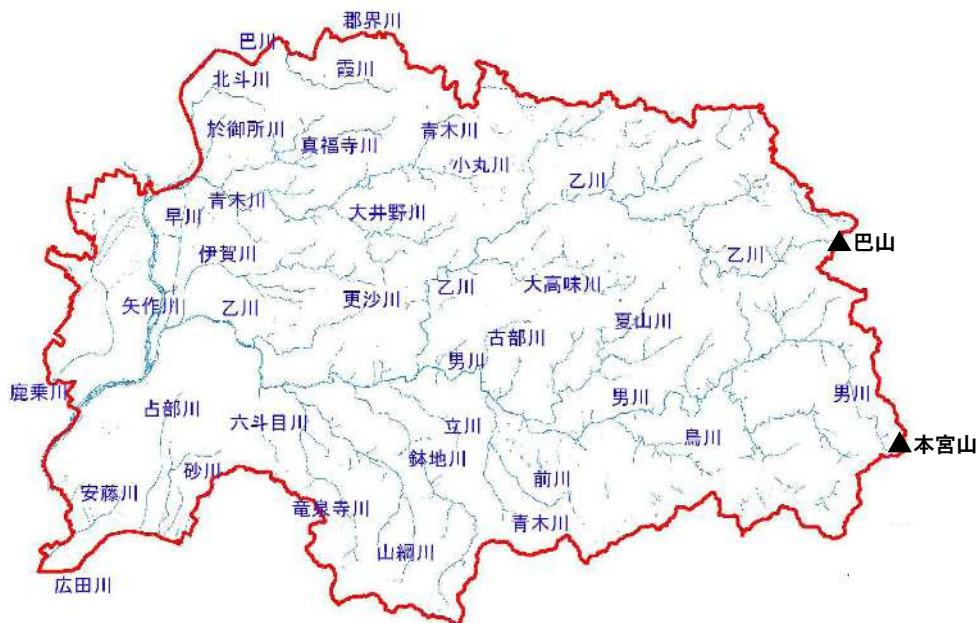 郡界川
巴川
霞川
北斗川
於御所川
真福寺川
青木川
小丸川
乙川
早川
青木川
大井野川
伊賀川
乙川
巴山
矢作川
乙川
更沙川
乙川
大高味川
夏山川
古部川
男川
鹿乗川
占部川
六斗目川
立川
男川
男川
鳥川
本宮山
砂川
鉢地川
前川
安藤川
竜泉寺川
青木川
山綱川
広田川